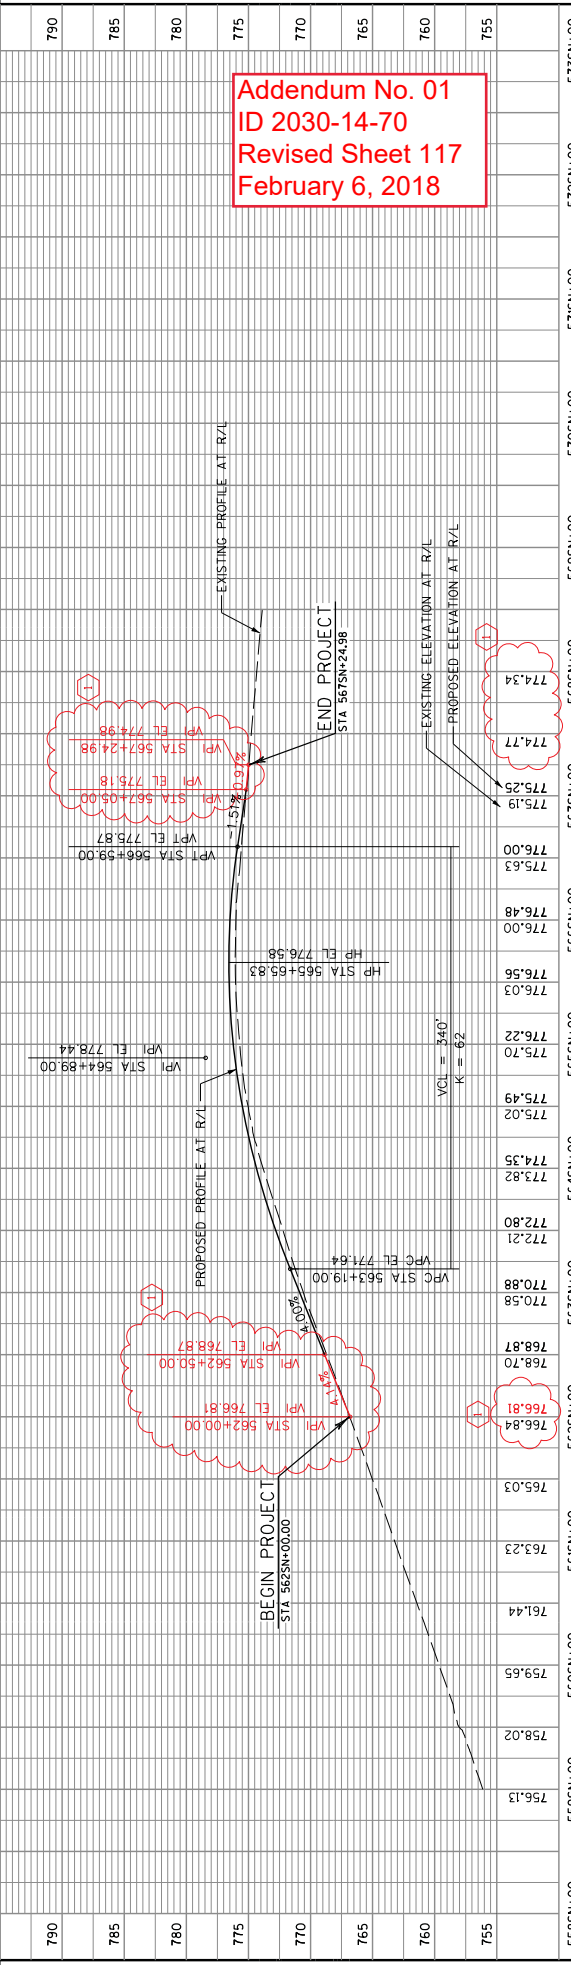 Addendum No. 01
ID 2030-14-70
Revised Sheet 117
February 6, 2018
790
785
780
775
770
765
760
755
EXISTING PROFILE AT R/L
END PROJECT
STA 567SN+24.98
EXISTING ELEVATION AT R/L
PROPOSED ELEVATION AT R/L
1
1
VPI STA 567+24.98
VPI EL 774.98
VPI STA 567+05.00
VPI EL 775.18
-1.51%
VPT STA 566+59.00
VPT EL 775.87
HP STA 565+65.83
HP EL 776.58
VPI STA 564+89.00
VPI EL 778.44
VCL = 340'
K = 62
PROPOSED PROFILE AT R/L
VPC STA 563+19.00
VPC EL 771.64
4.00%
1
VPI STA 562+50.00
VPI EL 768.87
4.14%
VPI STA 562+00.00
VPI EL 766.81
BEGIN PROJECT
STA 562SN+00.00
1
774.34
774.77
775.25
775.19
776.00
775.63
776.48
776.00
776.56
776.03
776.22
775.70
775.49
775.02
774.35
773.82
772.80
772.21
770.88
770.58
768.87
768.70
766.81
766.84
765.03
763.23
761.44
759.65
758.02
756.13
790
785
780
775
770
765
760
755